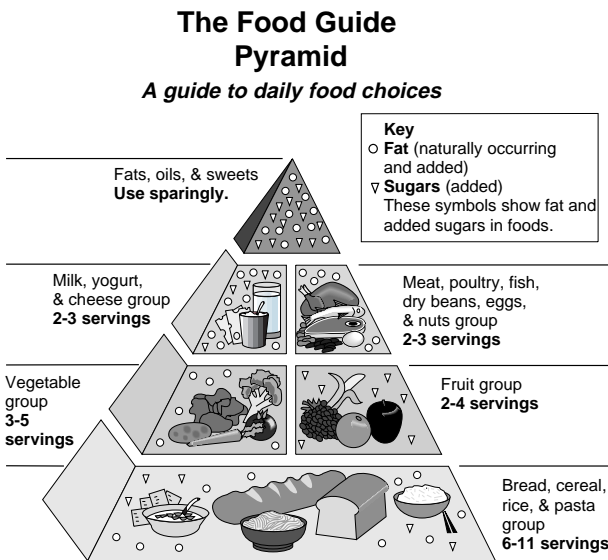 The Food Guide
Pyramid
A guide to daily food choices
Key
Fat (naturally occurring
and added)
Sugars (added)
These symbols show fat and
added sugars in foods.
Fats, oils, & sweets
Use sparingly.
Milk, yogurt,
& cheese group
2-3 servings
Meat, poultry, fish,
dry beans, eggs,
& nuts group
2-3 servings
Vegetable
group
3-5
servings
Fruit group
2-4 servings
Bread, cereal,
rice, & pasta
group
6-11 servings